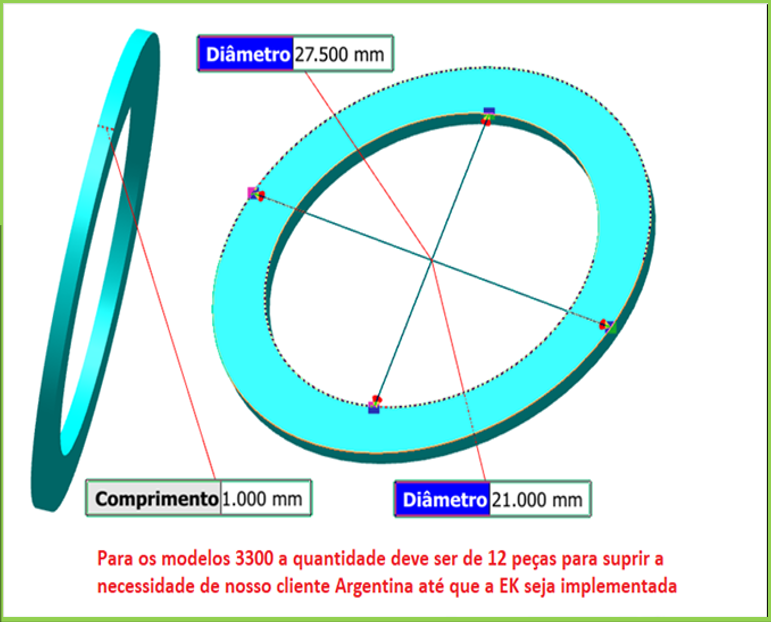 Diâmetro 27.500 mm
Comprimento 1.000 mm
Diâmetro 21.000 mm
Para os modelos 3300 a quantidade deve ser de 12 peças para suprir a
necessidade de nosso cliente Argentina até que a EK seja implementada